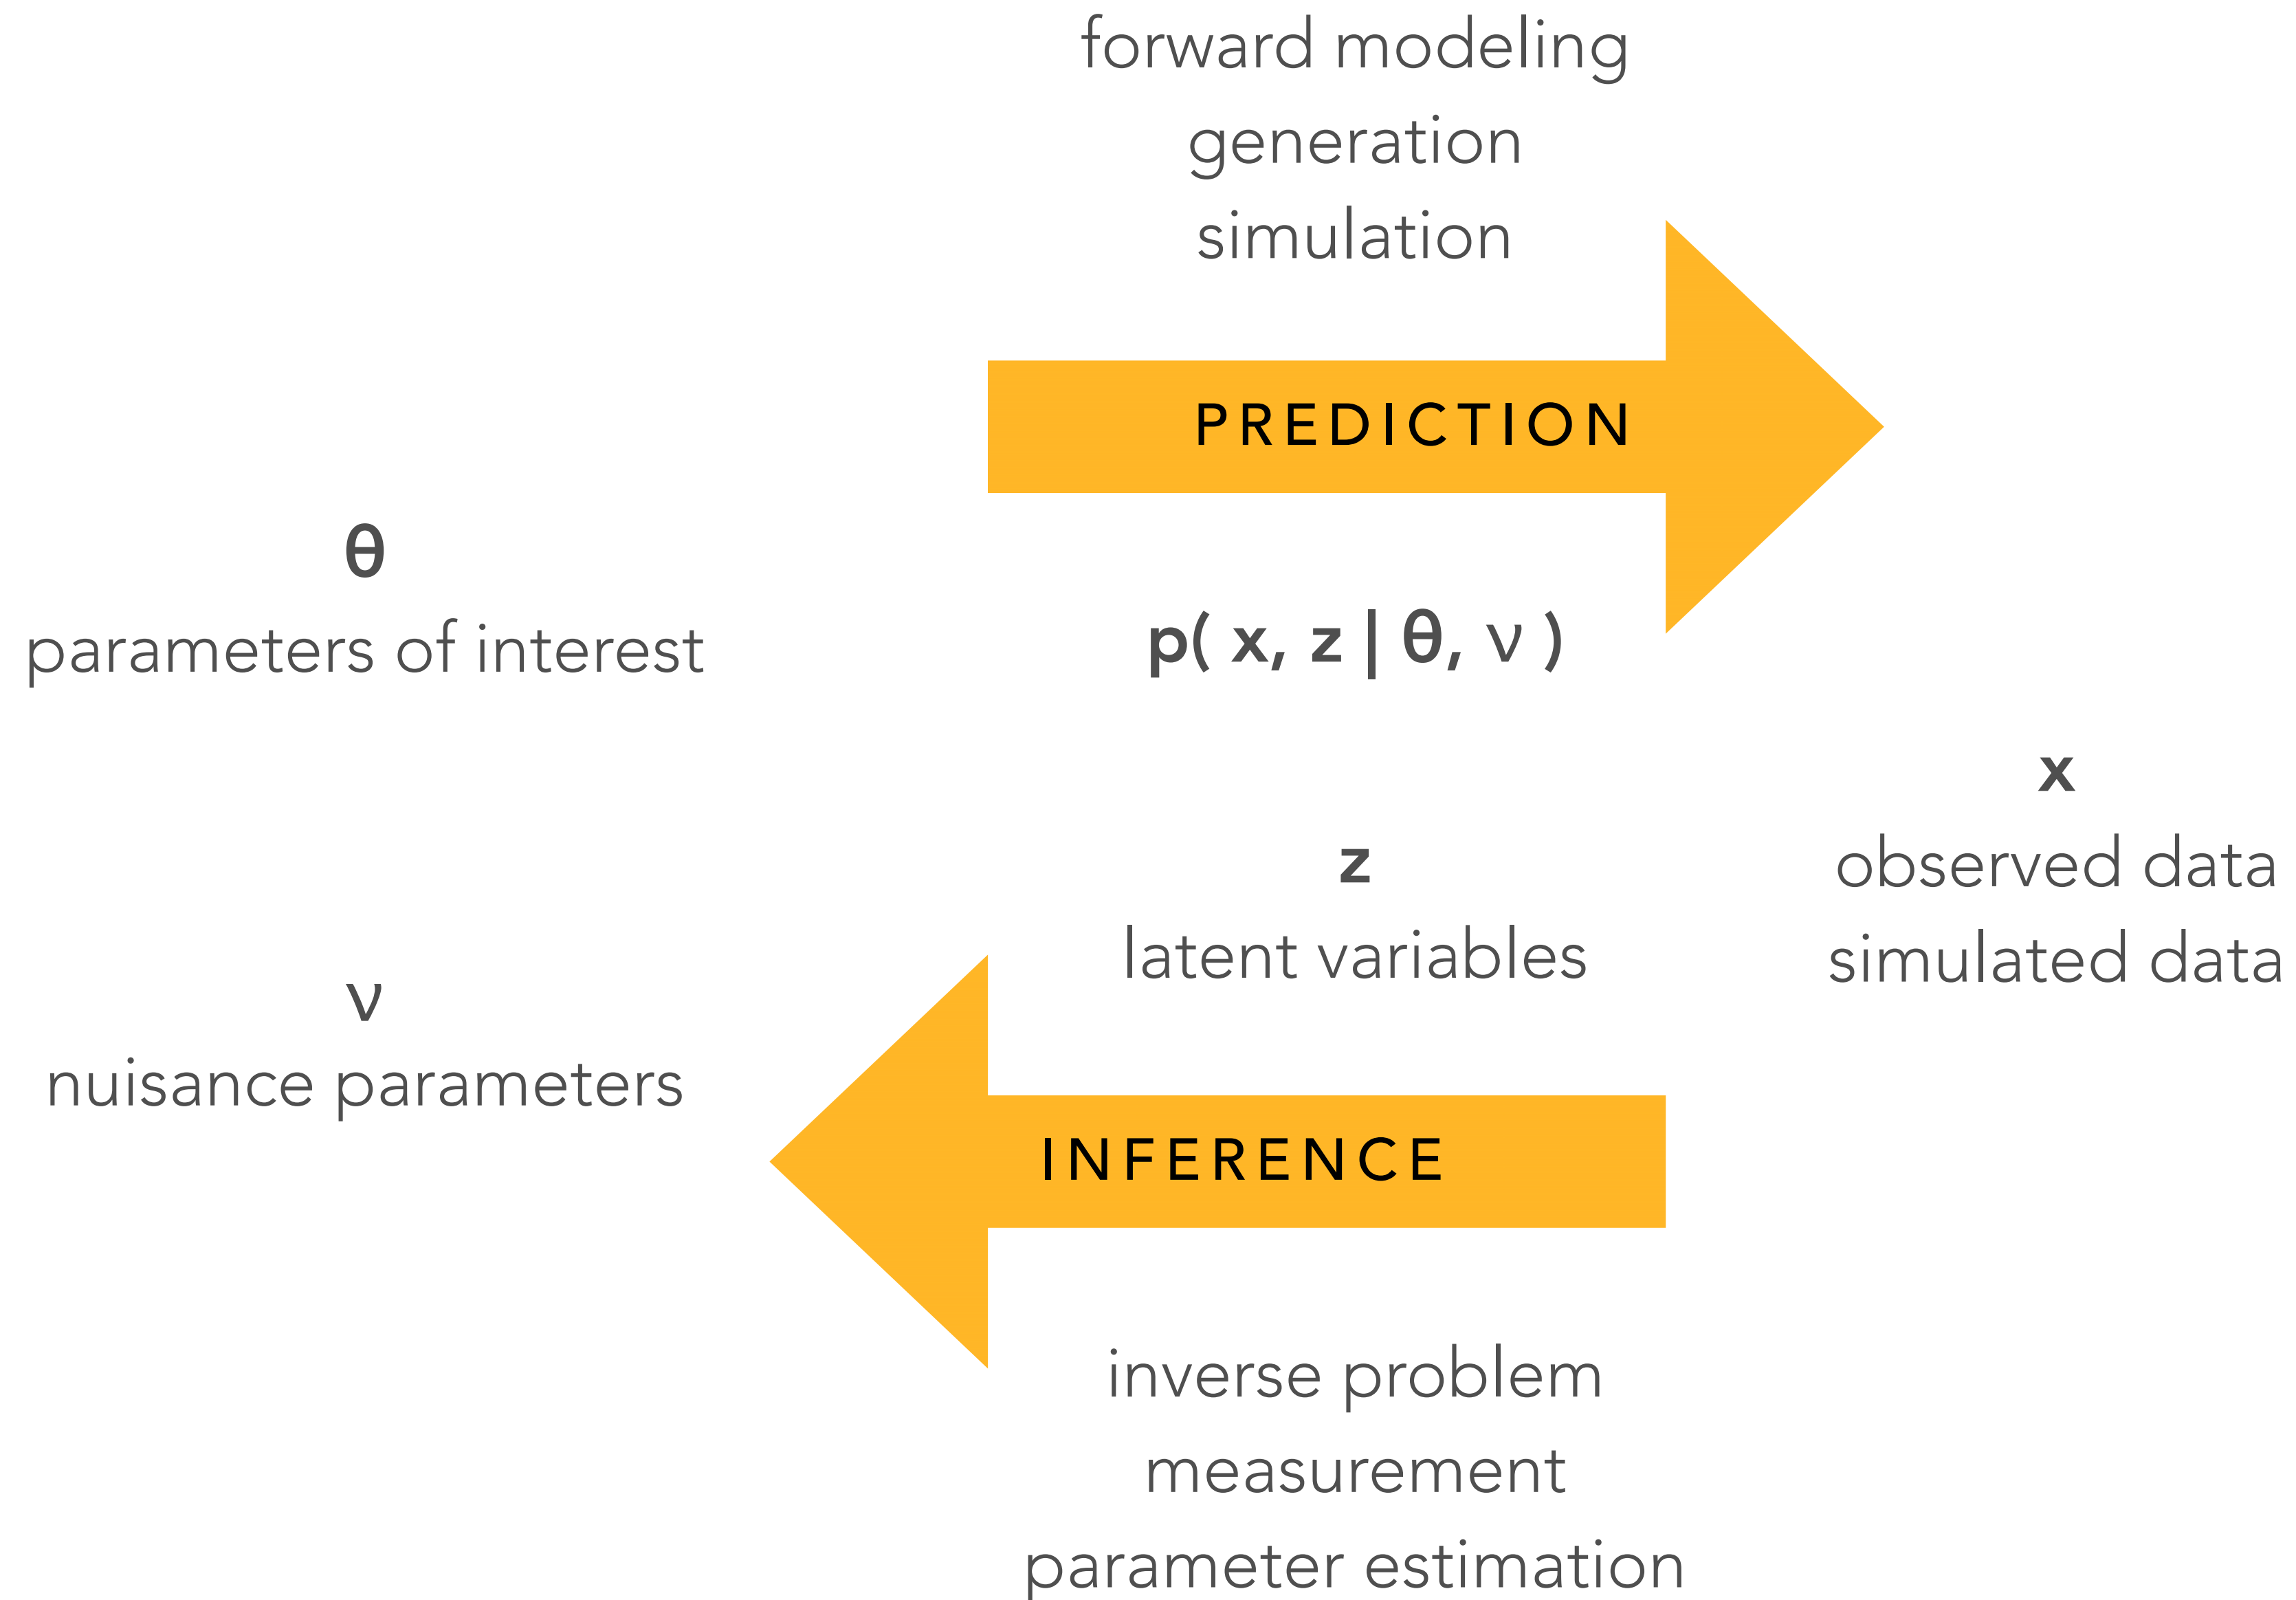 forward modeling
generation
simulation
PREDICTION
θ
parameters of interest
p( x, z | θ, ν )
x
observed data
simulated data
z
latent variables
ν
nuisance parameters
INFERENCE
inverse problem
measurement
parameter estimation